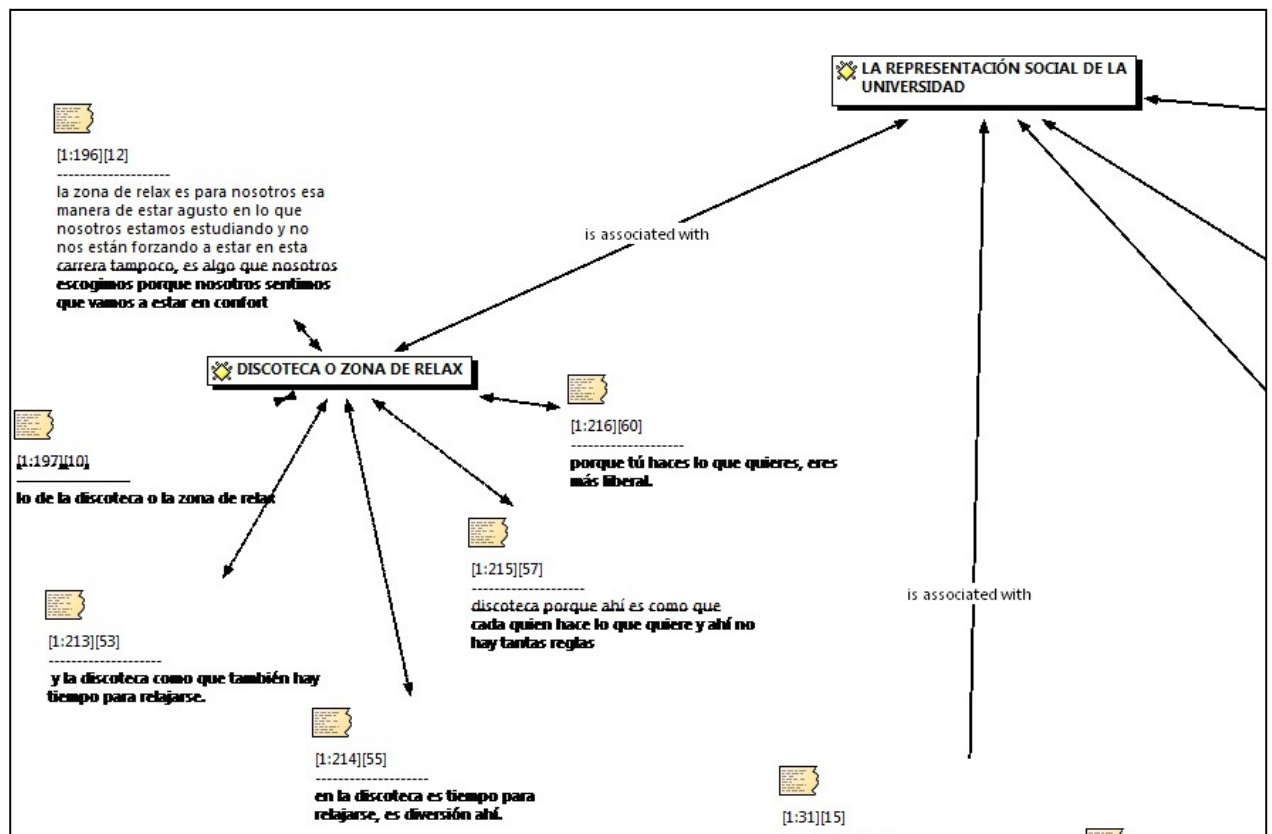 LA REPRESENTACIÓN SOCIAL DE LA
UNIVERSIDAD
[1:196][12]
--------------------
la zona de relax es para nosotros esa
manera de estar agusto en lo que
nosotros estamos estudiando y no
nos están forzando a estar en esta
carrera tampoco, es algo que nosotros
escogimos porque nosotros sentimos
que vamos a estar en confort
is associated with
DISCOTECA O ZONA DE RELAX
[1:216][60]
--------------------
porque tú haces lo que quieres, eres
más liberal.
[1:197][10]
lo de la discoteca o la zona de relax
[1:215][57]
--------------------
discoteca porque ahí es como que
cada quien hace lo que quiere y ahí no
hay tantas reglas
is associated with
[1:213][53]
--------------------
y la discoteca como que también hay
tiempo para relajarse.
[1:214][55]
--------------------
en la discoteca es tiempo para
relajarse, es diversión ahí.
[1:31][15]